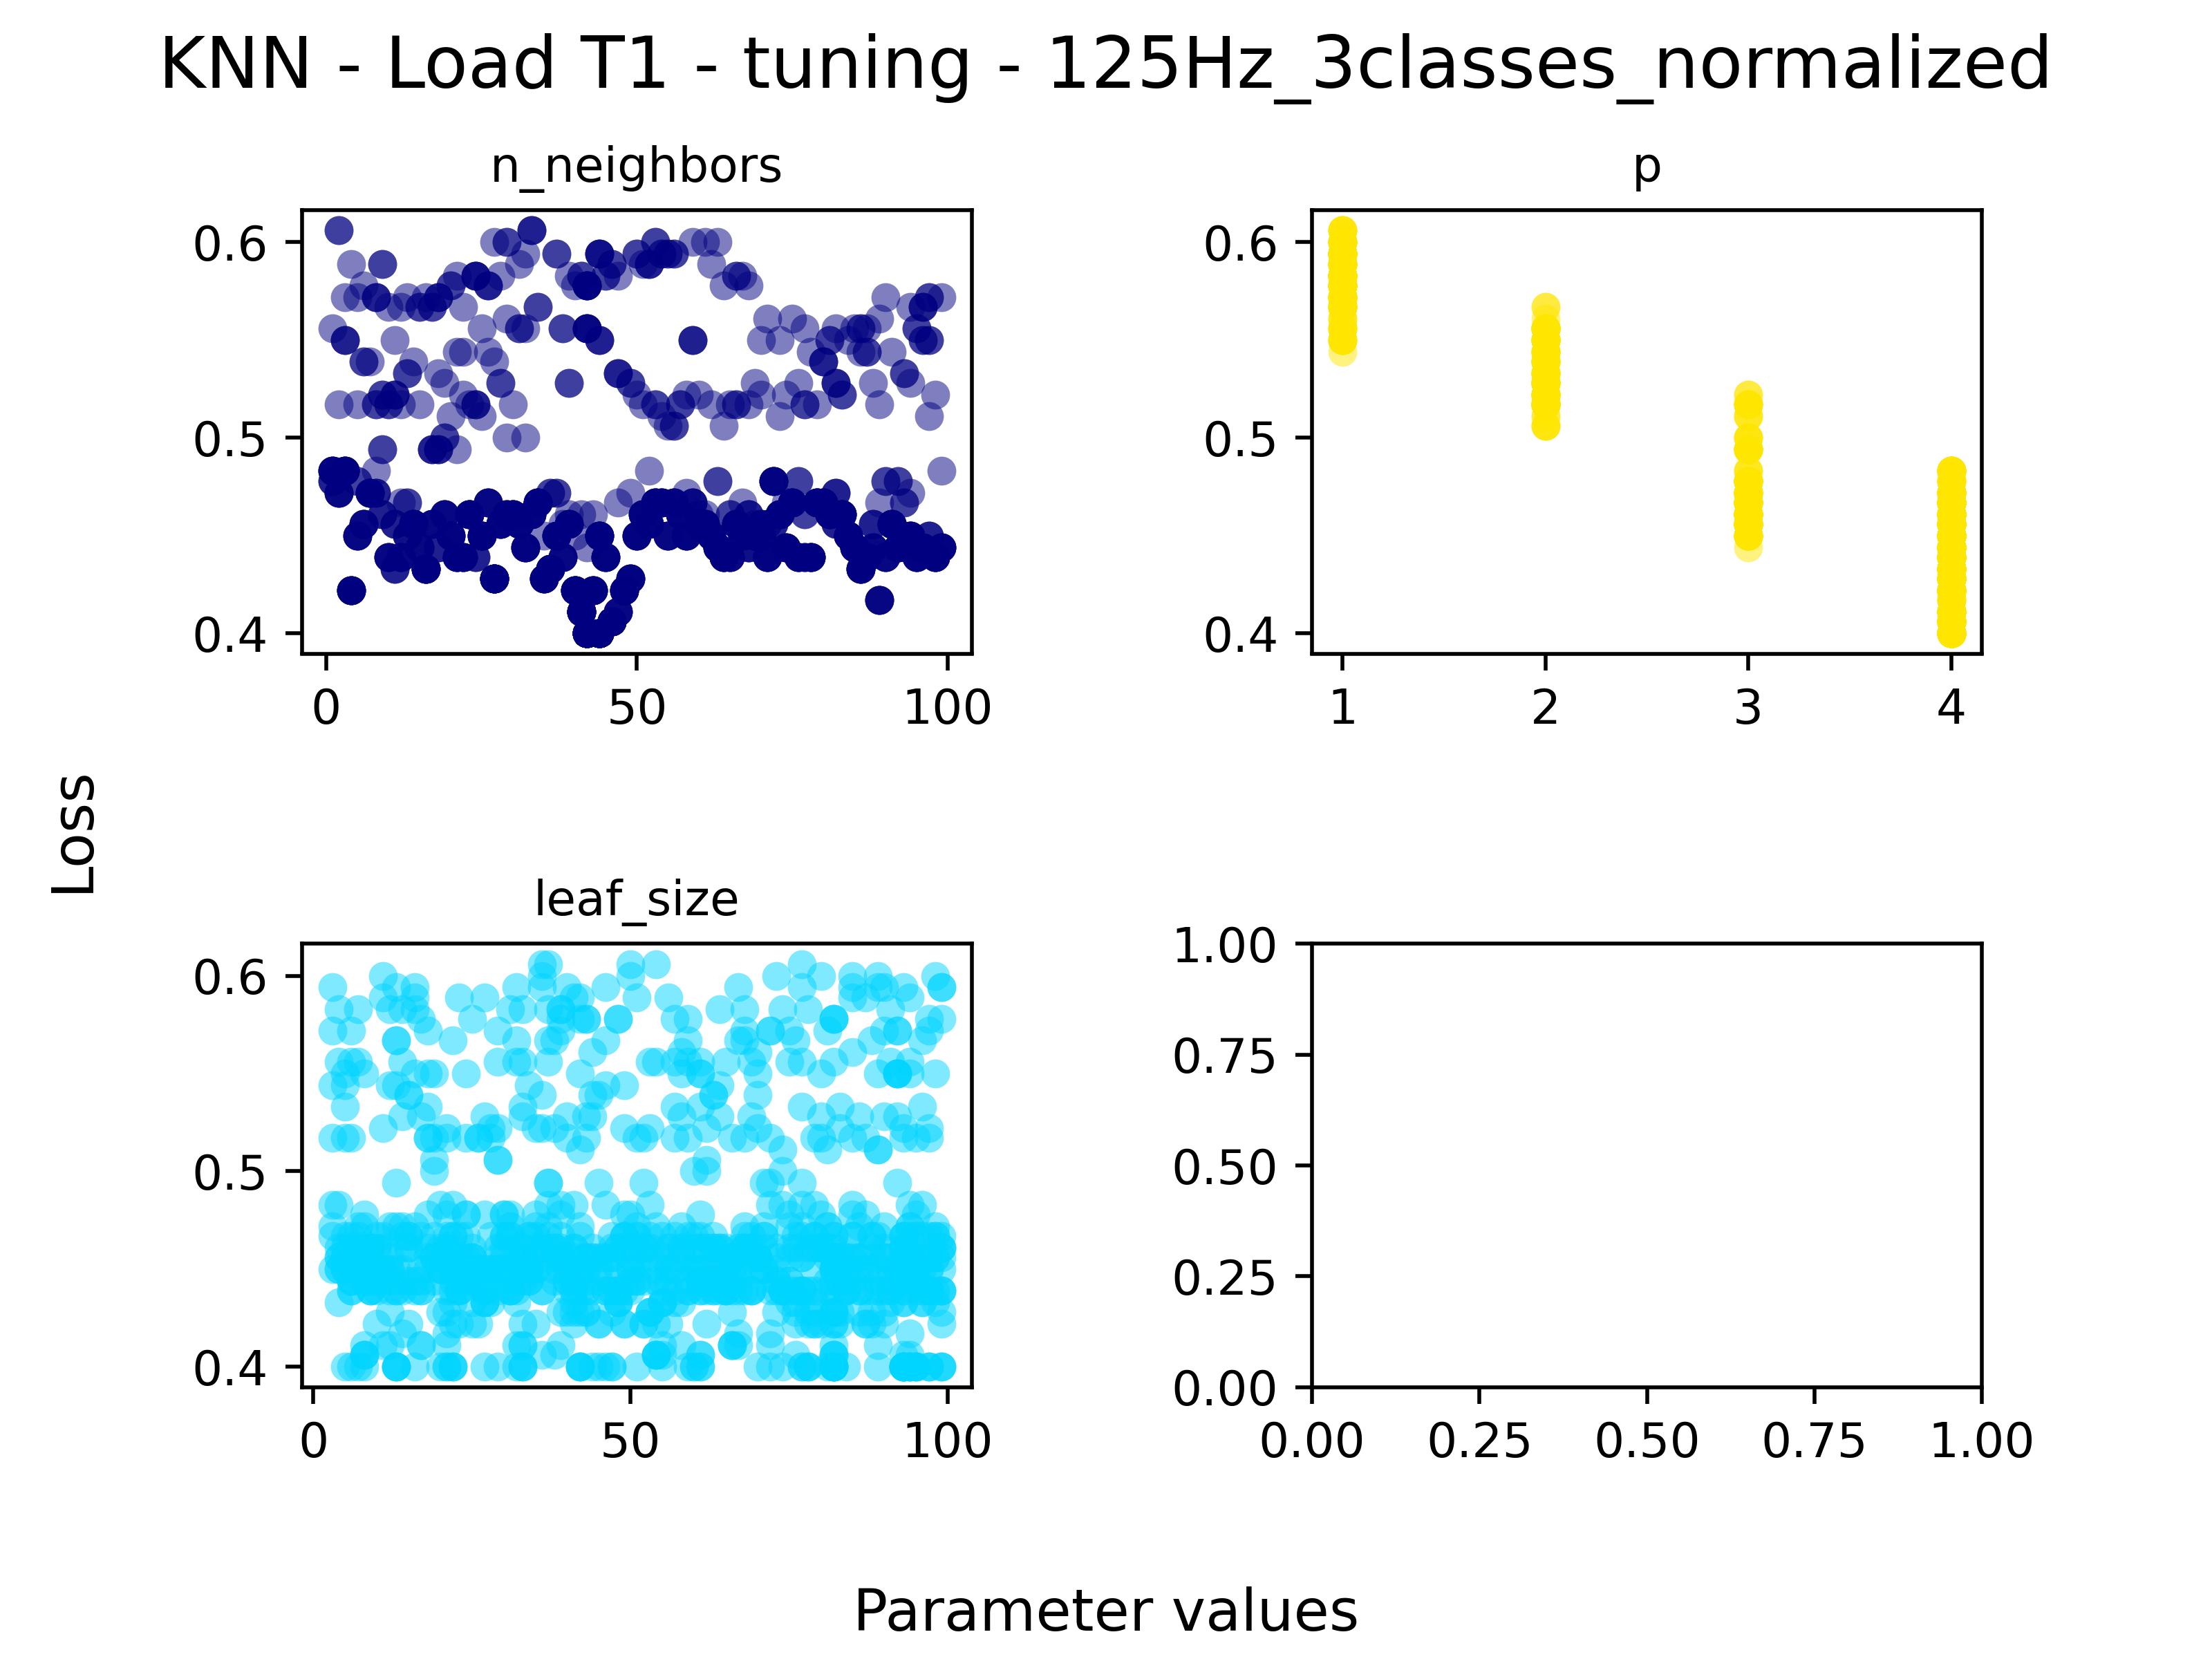 KNN - Load T1 - tuning - 125Hz_3classes_normalized
n_neighbors
0.6
0.5
0.4
0 50 100
p
0.6
0.5
0.4
1 2 3 4
Loss
leaf_size
0.6
0.5
0.4
0 50 100
1.00
0.75
0.50
0.25
0.00
0.00 0.25 0.50 0.75 1.00
Parameter values